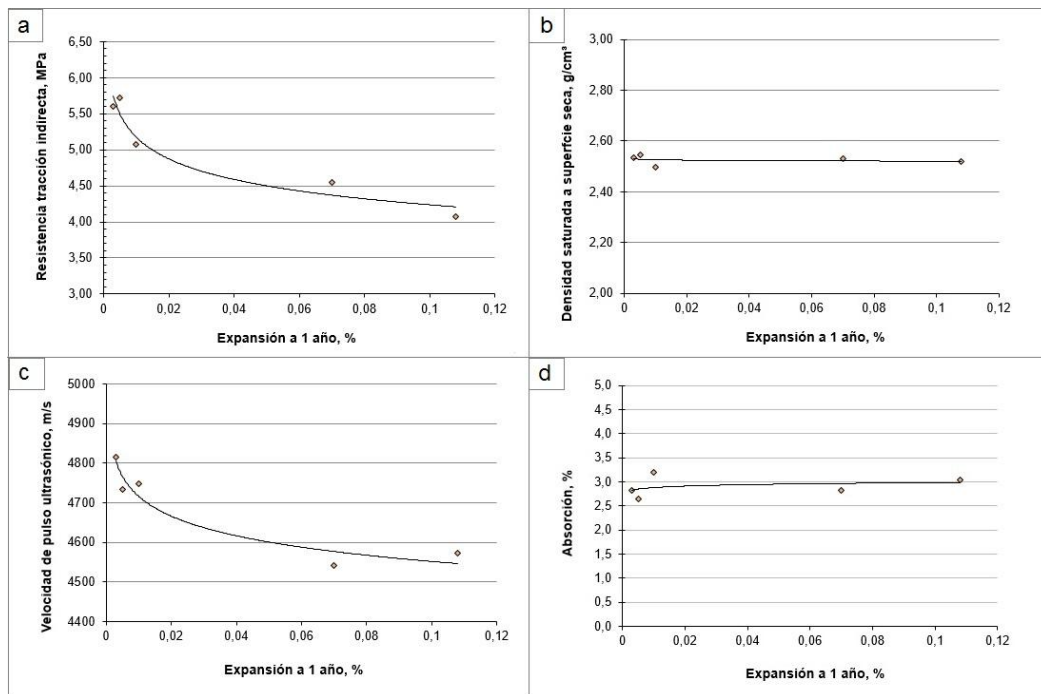 a
Resistencia tracción indirecta, MPa
6,50
6,00
5,50
5,00
4,50
4,00
3,50
3,00
0 0,02 0,04 0,06 0,08 0,1 0,12
Expansión a 1 año, %
b
Densidad saturada a superfcie seca, g/cm³
3,00
2,80
2,60
2,40
2,20
2,00
0 0,02 0,04 0,06 0,08 0,1 0,12
Expansión a 1 año, %
c
Velocidad de pulso ultrasónico, m/s
5000
4900
4800
4700
4600
4500
4400
0 0,02 0,04 0,06 0,08 0,1 0,12
Expansión a 1 año, %
d
Absorción, %
5,0
4,5
4,0
3,5
3,0
2,5
2,0
1,5
1,0
0,5
0,0
0 0,02 0,04 0,06 0,08 0,1 0,12
Expansión a 1 año, %